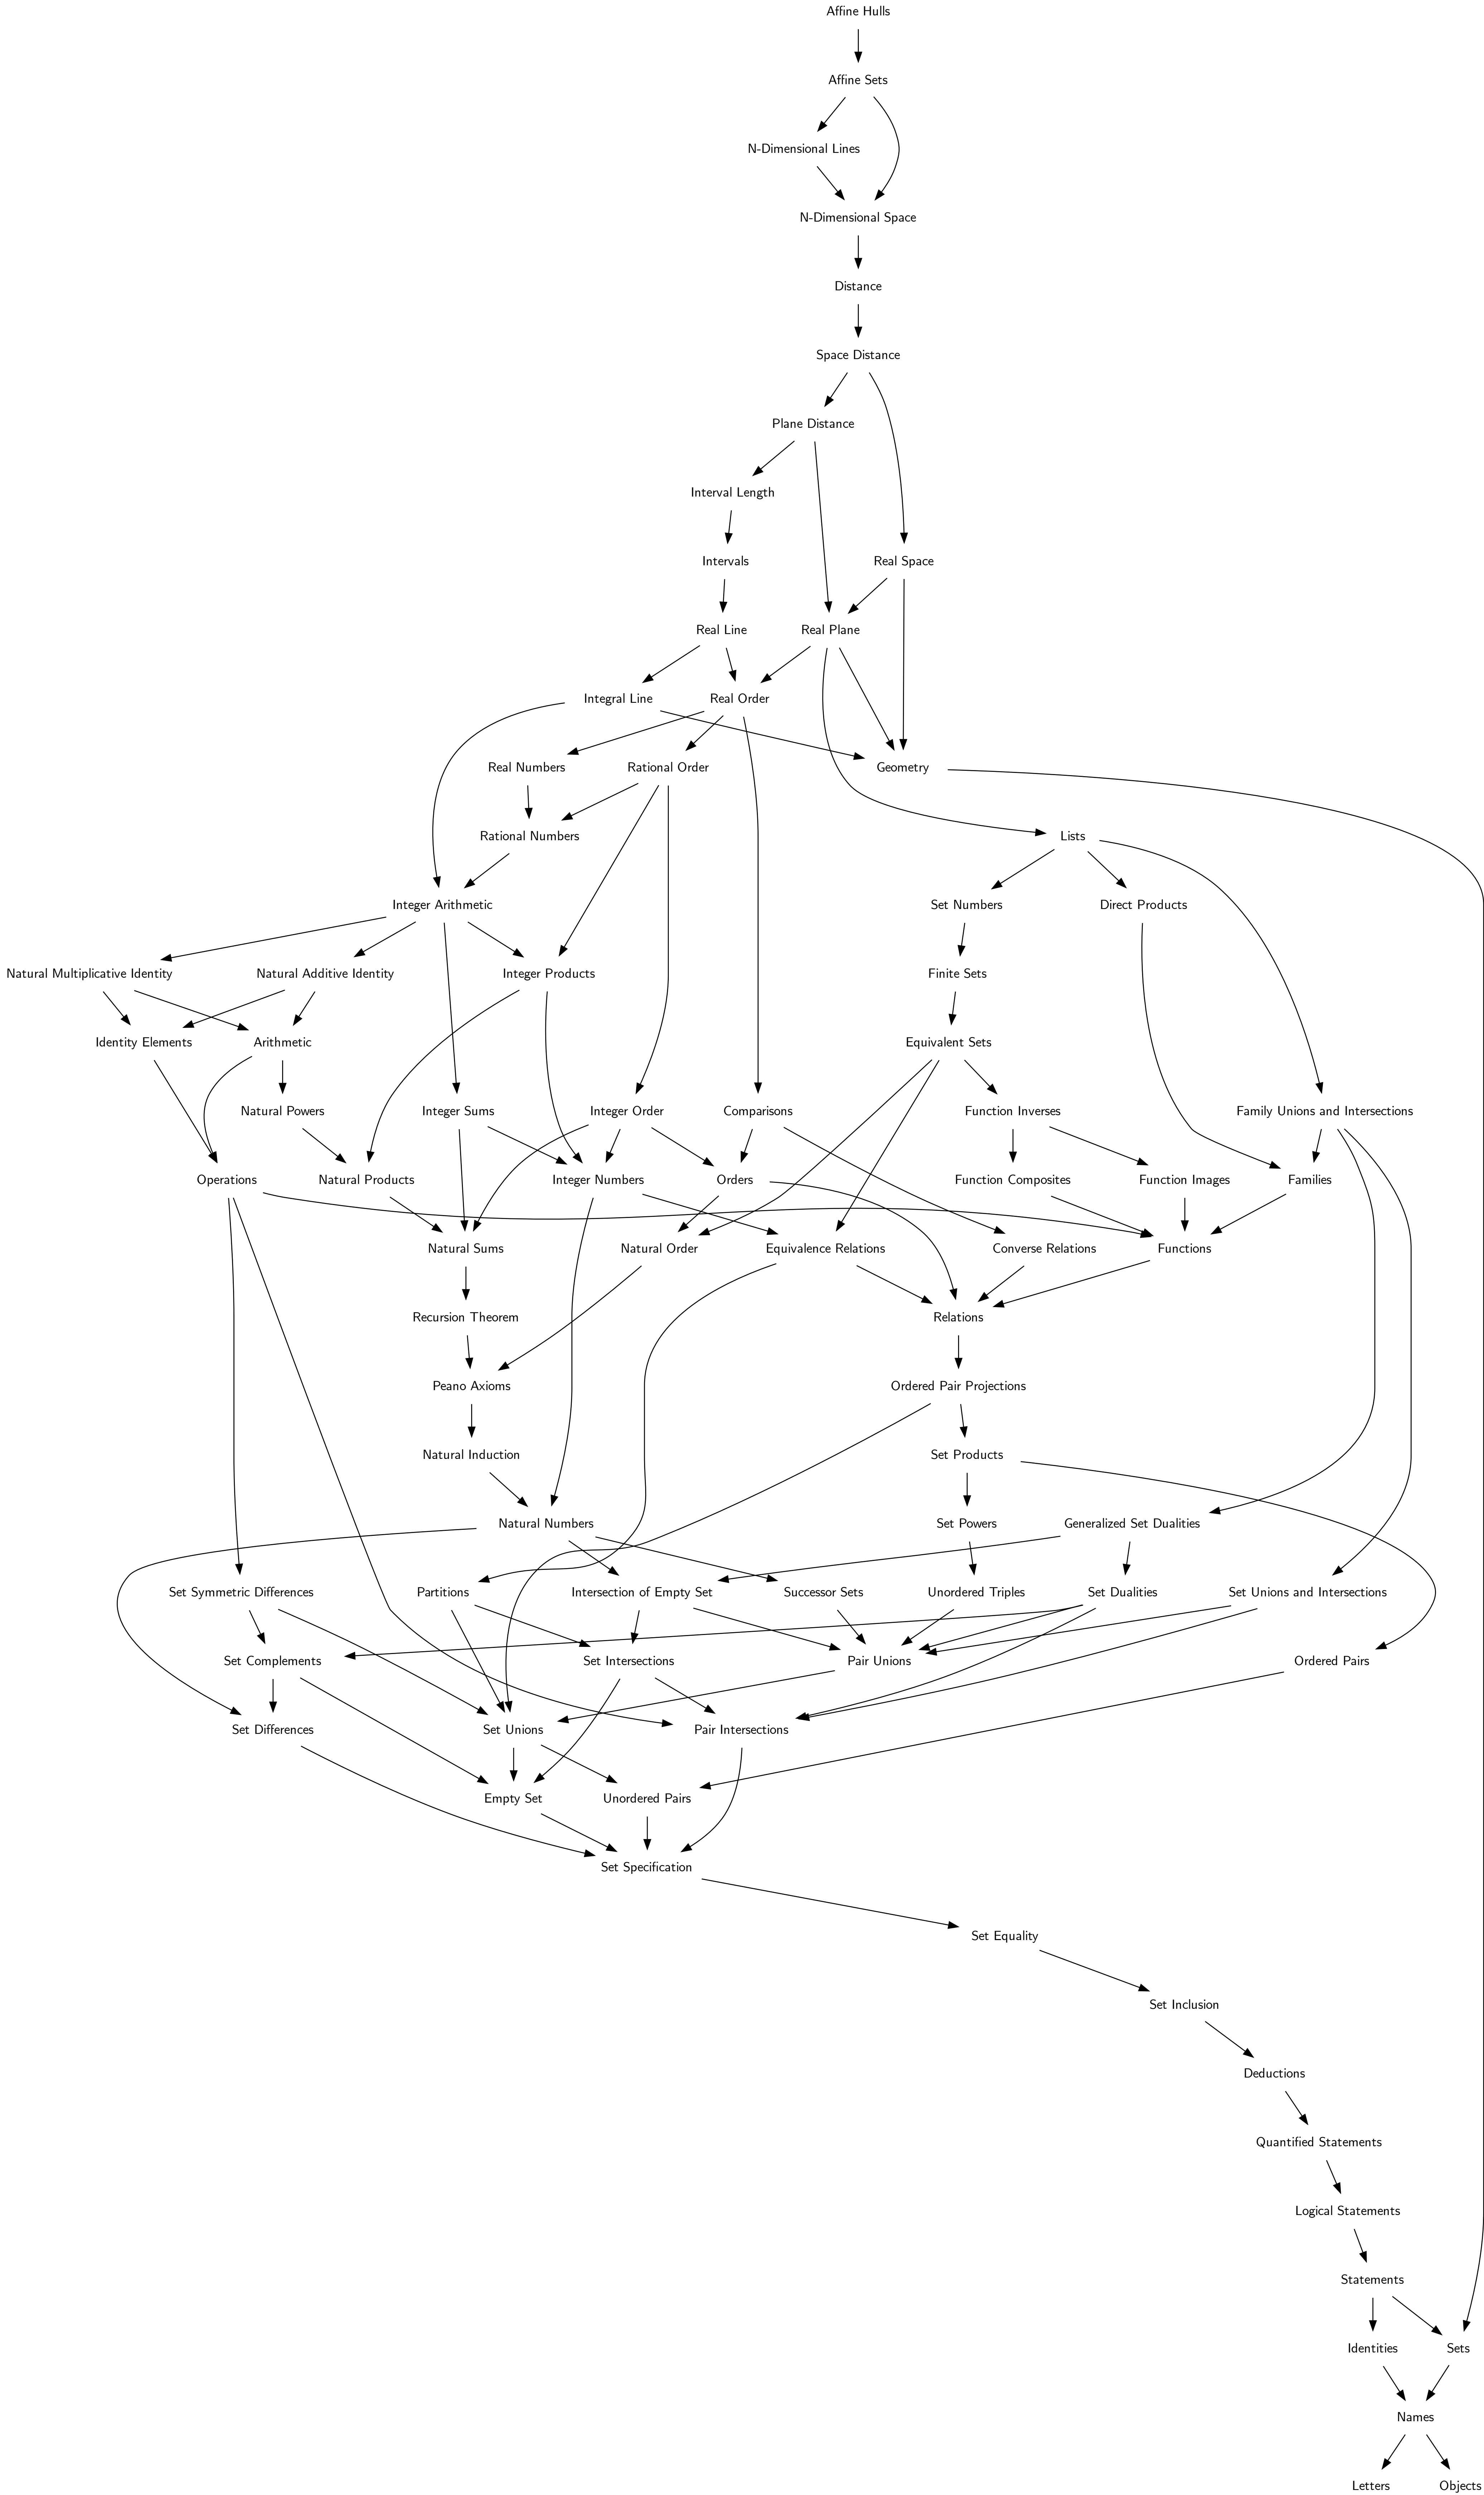 Affine Hulls
Affine Sets
N-Dimensional Lines
N-Dimensional Space
Distance
Space Distance
Plane Distance
Interval Length
Intervals
Real Space
Real Line
Real Plane
Integral Line
Real Order
Real Numbers
Rational Order
Geometry
Rational Numbers
Lists
Integer Arithmetic
Set Numbers
Direct Products
Natural Multiplicative Identity
Natural Additive Identity
Integer Products
Finite Sets
Identity Elements
Arithmetic
Equivalent Sets
Natural Powers
Integer Sums
Integer Order
Comparisons
Function Inverses
Family Unions and Intersections
Operations
Natural Products
Integer Numbers
Orders
Function Composites
Function Images
Families
Natural Sums
Natural Order
Equivalence Relations
Converse Relations
Functions
Recursion Theorem
Relations
Peano Axioms
Ordered Pair Projections
Natural Induction
Set Products
Natural Numbers
Set Powers
Generalized Set Dualities
Set Symmetric Differences
Partitions
Intersection of Empty Set
Successor Sets
Unordered Triples
Set Dualities
Set Unions and Intersections
Set Complements
Set Intersections
Pair Unions
Ordered Pairs
Set Differences
Set Unions
Pair Intersections
Empty Set
Unordered Pairs
Set Specification
Set Equality
Set Inclusion
Deductions
Quantified Statements
Logical Statements
Statements
Identities
Sets
Names
Letters
Objects